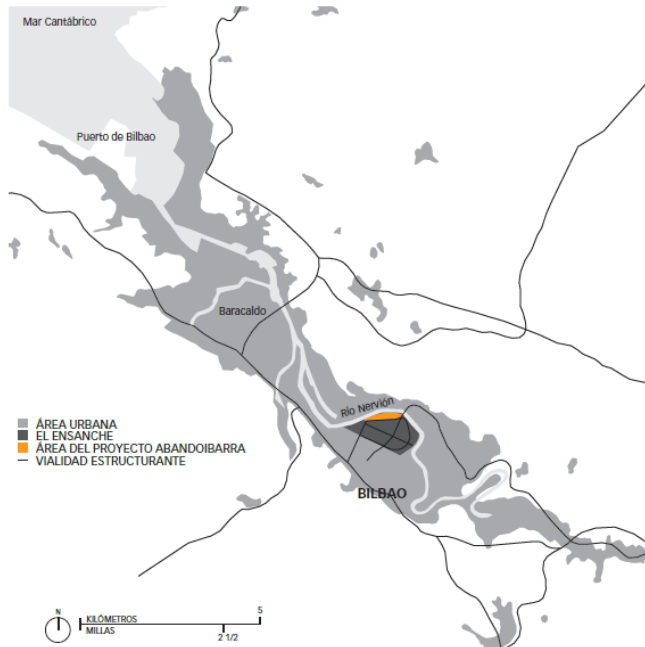 Mar Cantábrico
Puerto de Bilbao
Baracaldo
Río Nervión
ÁREA URBANA
EL ENSANCHE
ÁREA DEL PROYECTO ABANDOIBARRA
VIALIDAD ESTRUCTURANTE
BILBAO
N
KILÓMETROS
5
MILLAS
2 1/2